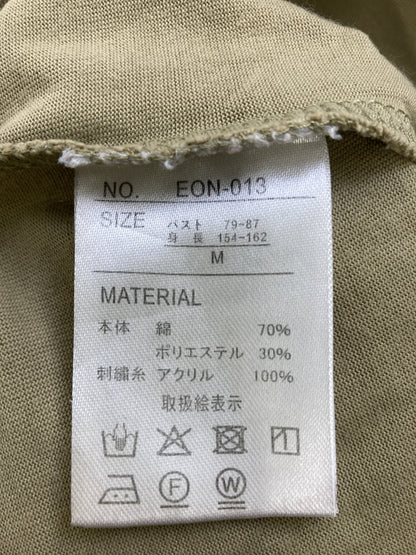 NO. EON-013
SIZE バスト 79-87
身 長 154-162
M
MATERIAL
本体 綿 70%
ポリエステル 30%
刺繍糸 アクリル 100%
取扱絵表示
F W